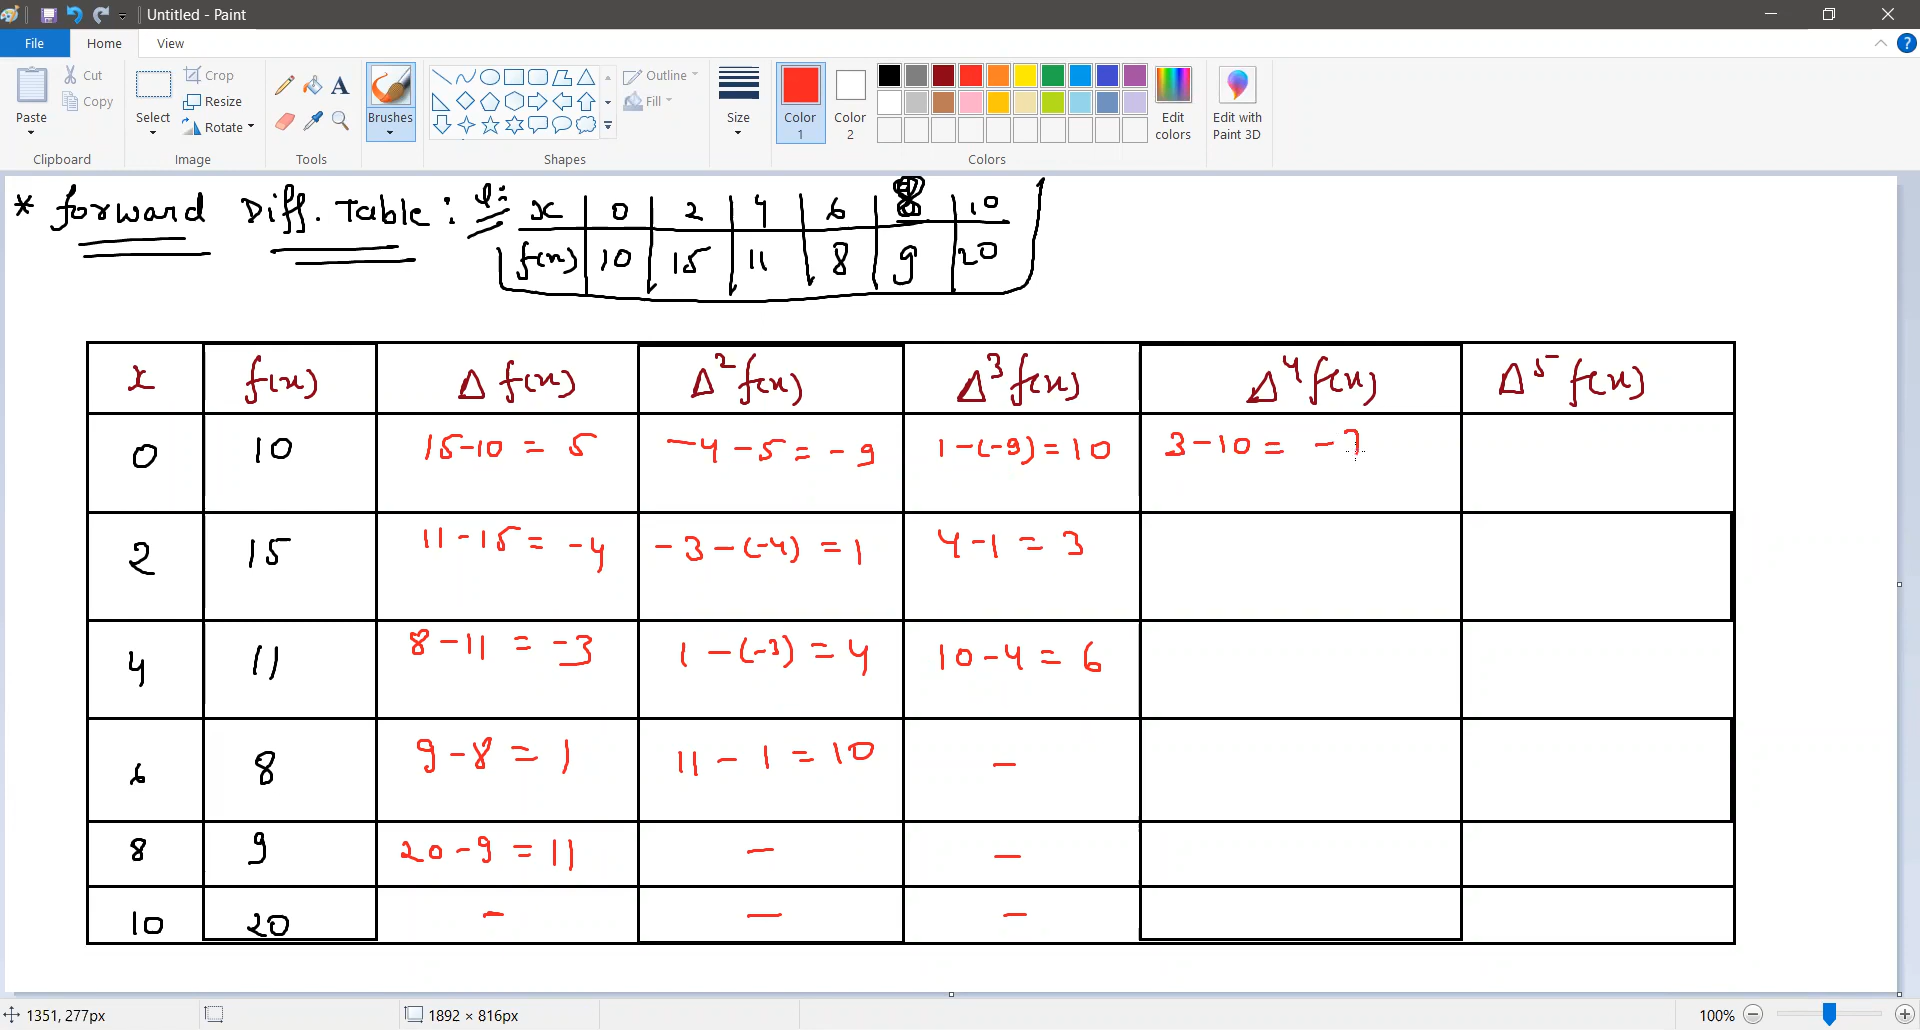 Untitled - Paint
File Home View
Paste Cut Copy Select Crop Resize Rotate Brushes Outline Fill Size Color 1 Color 2 Edit colors Edit with Paint 3D
Clipboard Image Tools Shapes Colors
* forward Diff. Table : Q:
x 0 2 4 6 8 10
f(x) 10 15 11 8 9 20
x f(x) Δ f(x) Δ² f(x) Δ³ f(x) Δ⁴ f(x) Δ⁵ f(x)
0 10 15-10 = 5 -4-5 = -9 1-(-9) = 10 3-10 = -7
2 15 11-15 = -4 -3-(-4) = 1 4-1 = 3
4 11 8-11 = -3 1-(-3) = 4 10-4 = 6
6 8 9-8 = 1 11-1 = 10 -
8 9 20-9 = 11 - -
10 20 - - -
1351, 277px 1892 × 816px 100%